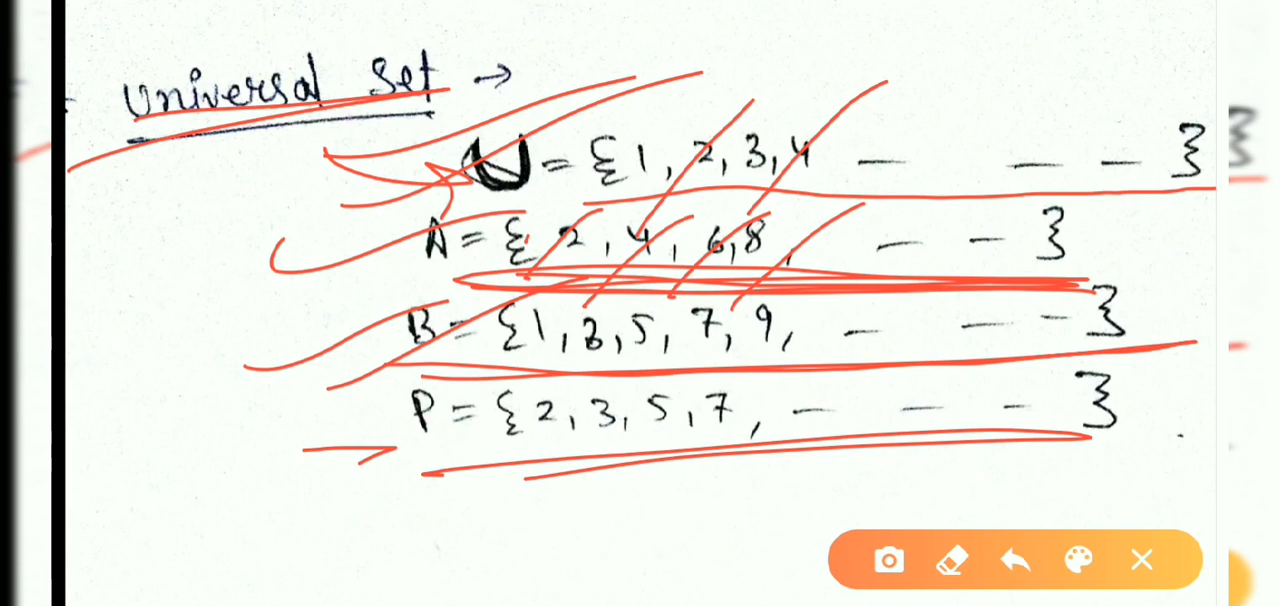 Universal Set →
U = {1, 2, 3, 4 — — — }
A = { 2, 4, 6, 8, — — }
B = {1, 3, 5, 7, 9, — — — }
P = {2, 3, 5, 7, — — — }